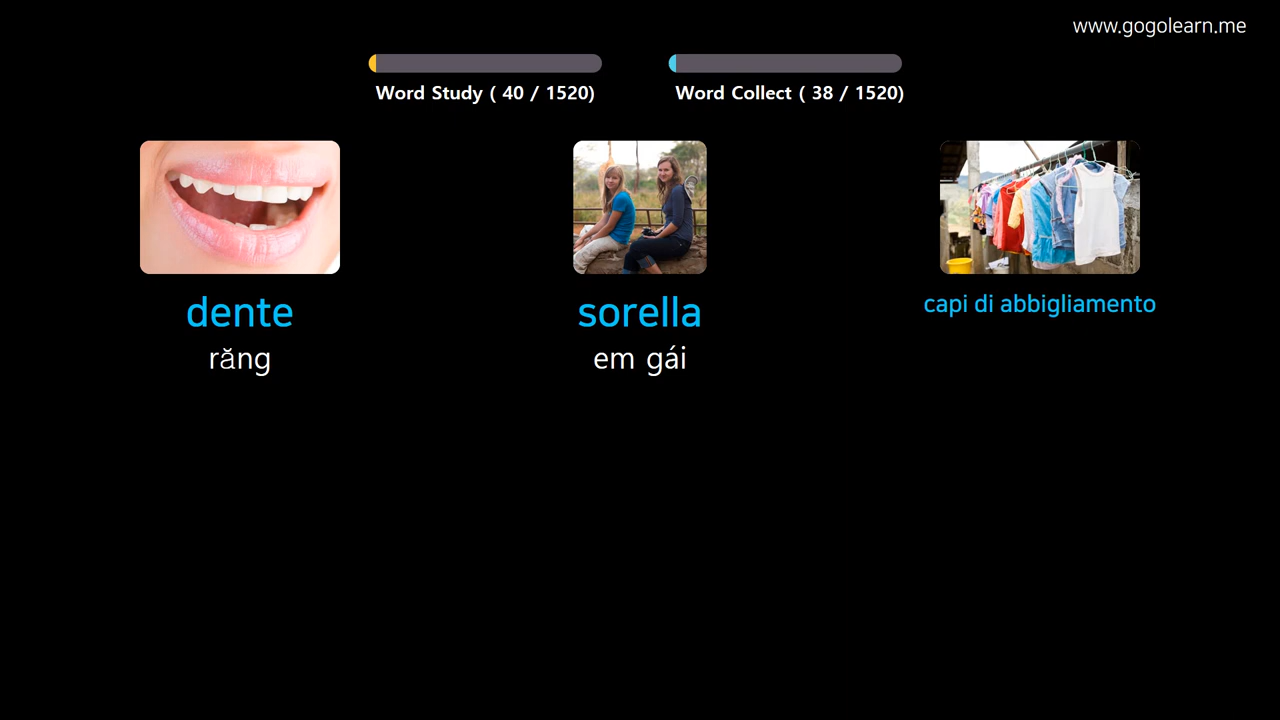 www.gogolearn.me
Word Study ( 40 / 1520)
Word Collect ( 38 / 1520)
dente
răng
sorella
em gái
capi di abbigliamento